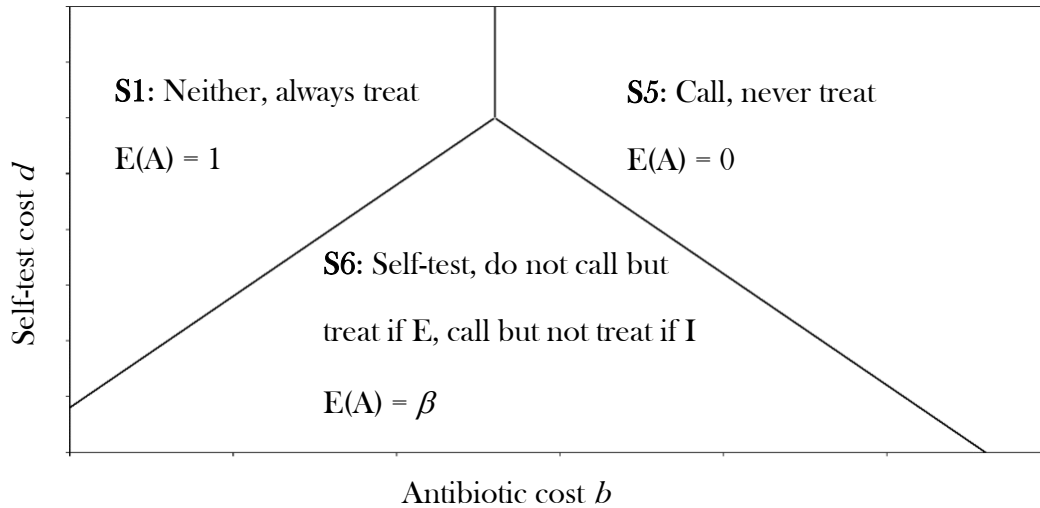 S1: Neither, always treat
E(A) = 1
S5: Call, never treat
E(A) = 0
S6: Self-test, do not call but
treat if E, call but not treat if I
E(A) = β
Self-test cost d
Antibiotic cost b